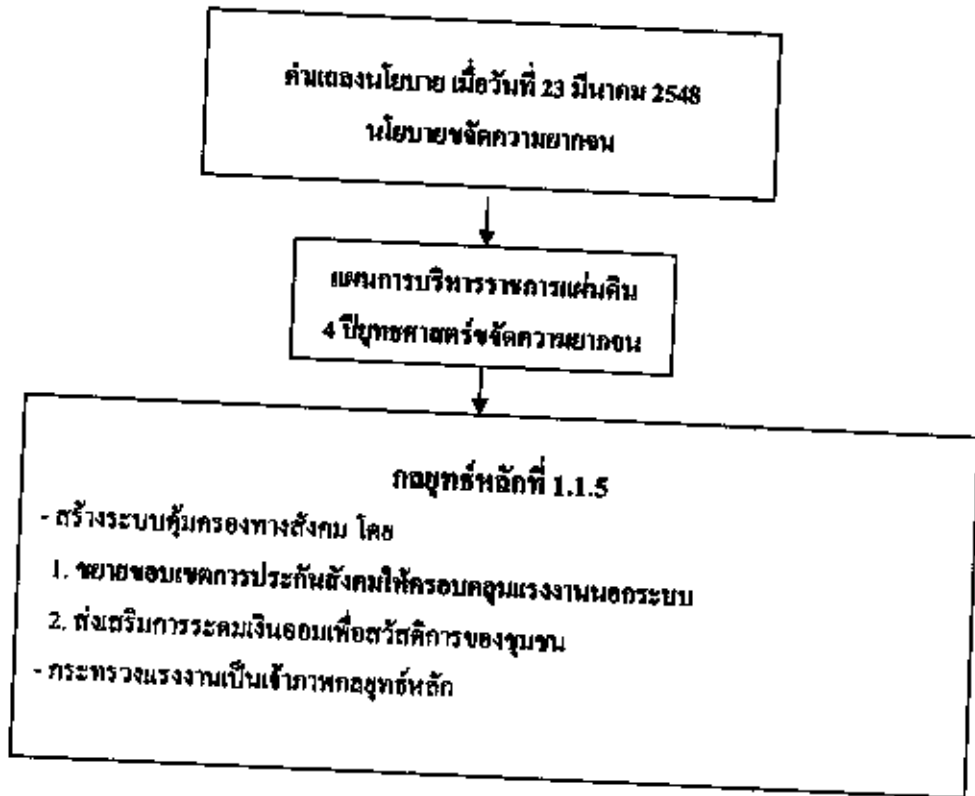 คำแถลงนโยบาย เมื่อวันที่ 23 มีนาคม 2548
นโยบายขจัดความยากจน
แผนการบริหารราชการแผ่นดิน
4 ปียุทธศาสตร์ขจัดความยากจน
กลยุทธ์หลักที่ 1.1.5
- สร้างระบบคุ้มครองทางสังคม โดย
1. ขยายขอบเขตการประกันสังคมให้ครอบคลุมแรงงานนอกระบบ
2. ส่งเสริมการระดมเงินออมเพื่อสวัสดิการของชุมชน
- กระทรวงแรงงานเป็นเจ้าภาพกลยุทธ์หลัก